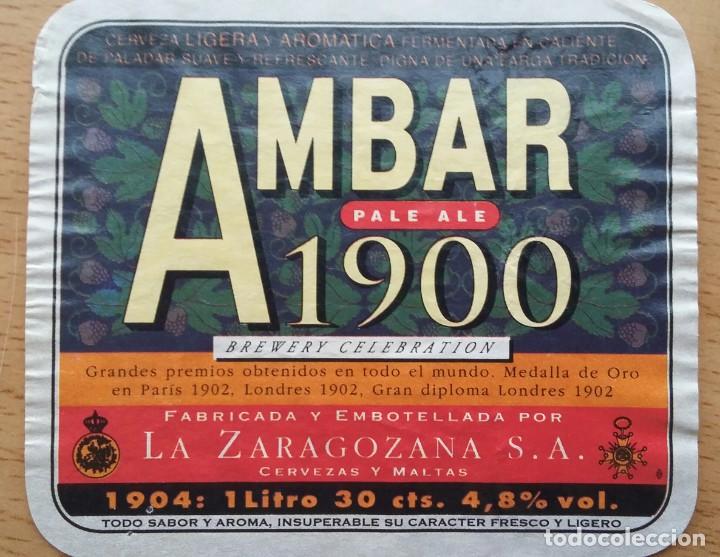 CERVEZA LIGERA Y AROMATICA FERMENTADA EN CALIENTE
DE PALADAR SUAVE Y REFRESCANTE, DIGNA DE UNA LARGA TRADICION
AMBAR
PALE ALE
1900
BREWERY CELEBRATION
Grandes premios obtenidos en todo el mundo. Medalla de Oro
en París 1902, Londres 1902, Gran diploma Londres 1902
FABRICADA Y EMBOTELLADA POR
LA ZARAGOZANA S.A.
CERVEZAS Y MALTAS
1904: 1 Litro 30 cts. 4,8% vol.
TODO SABOR Y AROMA, INSUPERABLE SU CARACTER FRESCO Y LIGERO
todocoleccion